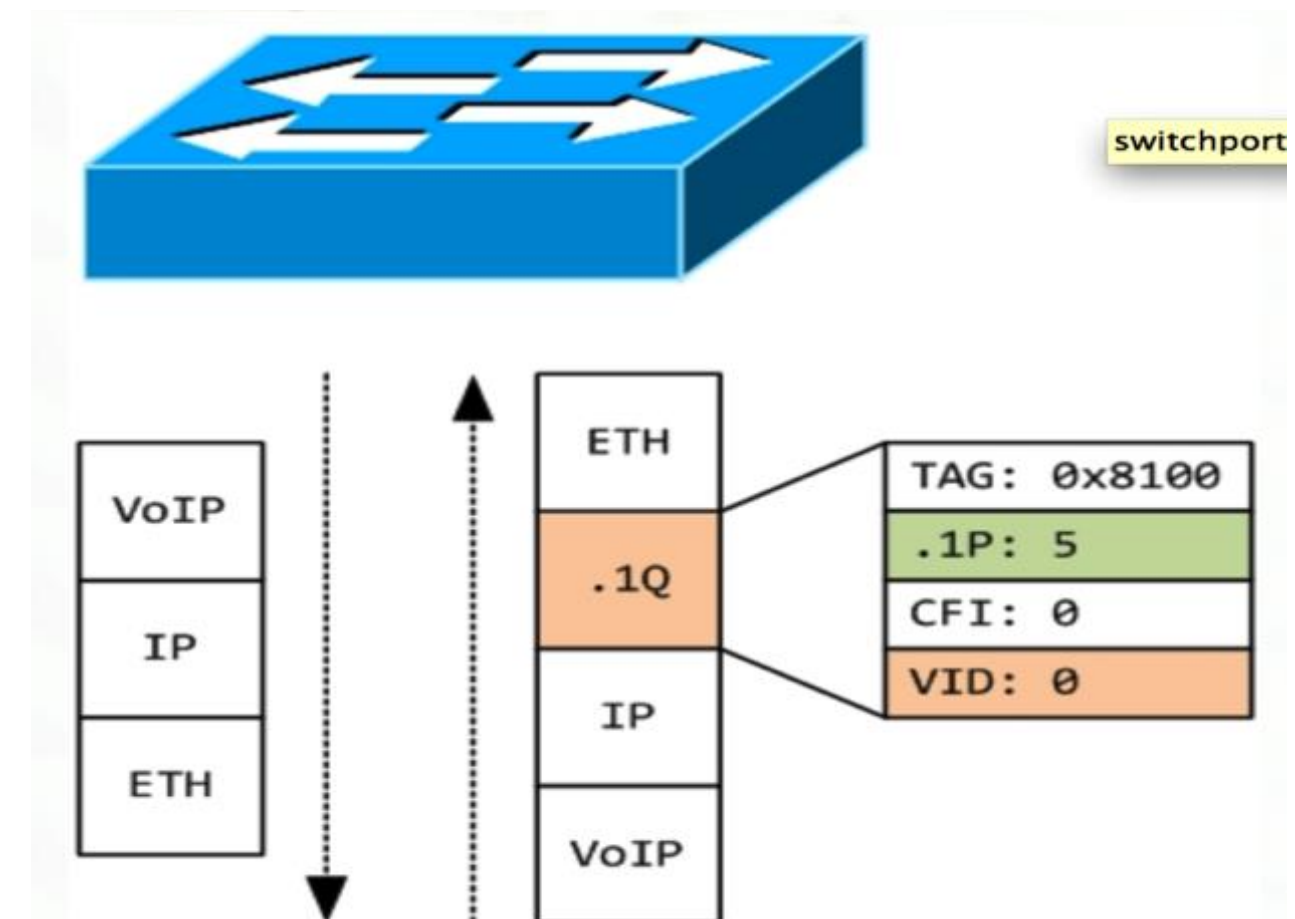 switchport
VoIP
IP
ETH
ETH
.1Q
IP
VoIP
TAG: 0x8100
.1P: 5
CFI: 0
VID: 0